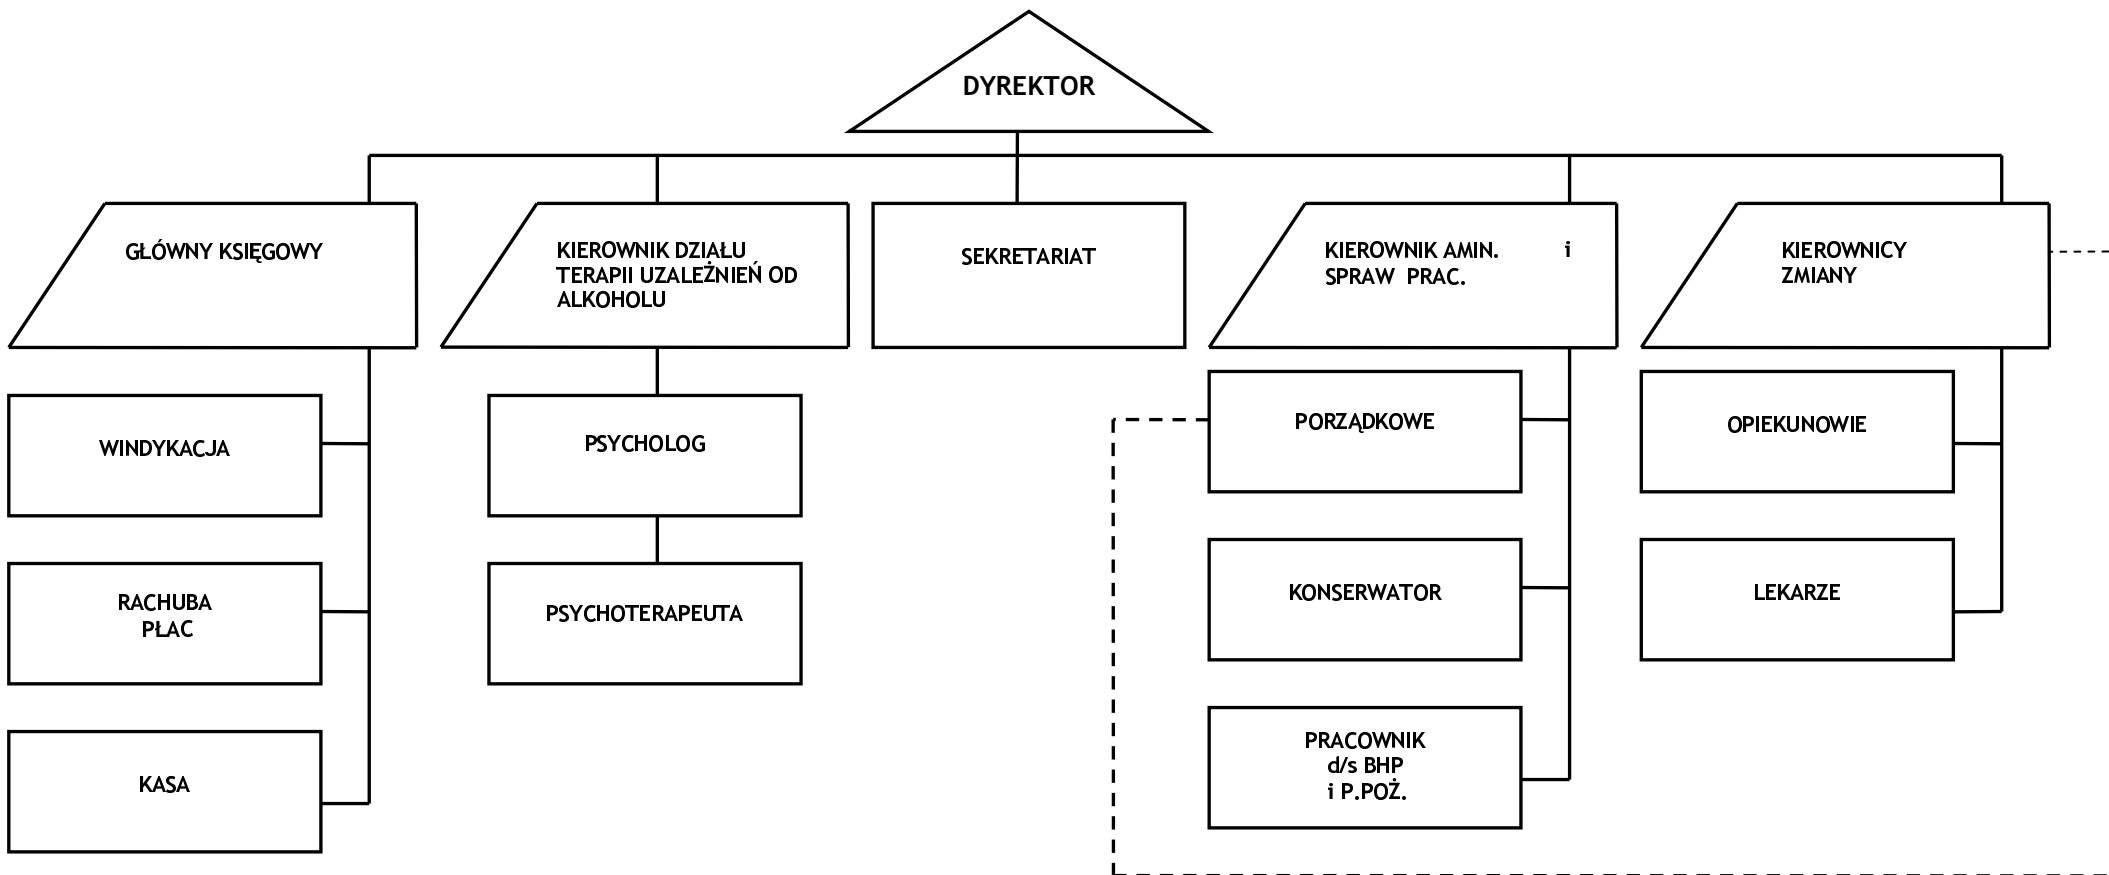 DYREKTOR
GŁÓWNY KSIĘGOWY
KIEROWNIK DZIAŁU
TERAPII UZALEŻNIEŃ OD
ALKOHOLU
SEKRETARIAT
KIEROWNIK AMIN. i
SPRAW PRAC.
KIEROWNICY
ZMIANY
WINDYKACJA
PSYCHOLOG
PORZĄDKOWE
OPIEKUNOWIE
RACHUBA
PŁAC
PSYCHOTERAPEUTA
KONSERWATOR
LEKARZE
KASA
PRACOWNIK
d/s BHP
i P.POŻ.